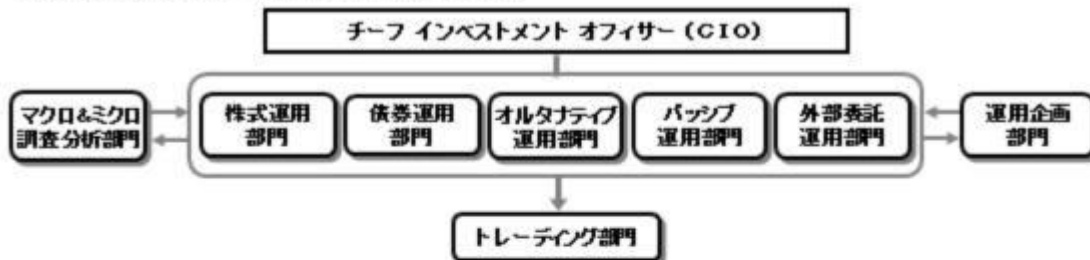 チーフ インベストメント オフィサー (CIO)
マクロ&ミクロ
調査分析部門
株式運用
部門
債券運用
部門
オルタナティブ
運用部門
パッシブ
運用部門
外部委託
運用部門
運用企画
部門
トレーディング部門